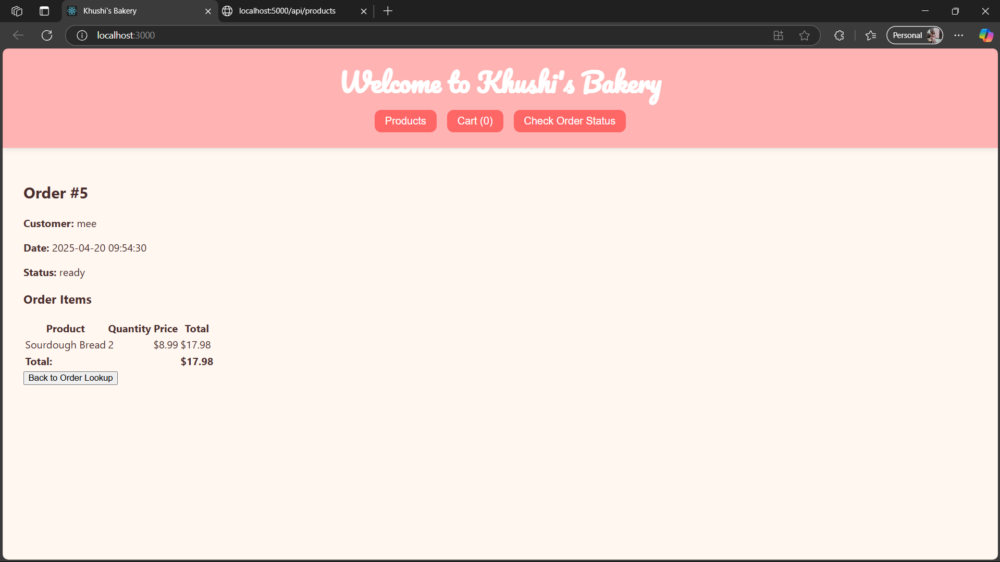 Khushi's Bakery
localhost:5000/api/products
localhost:3000
Personal
Welcome to Khushi's Bakery
Products Cart (0) Check Order Status
Order #5
Customer: mee
Date: 2025-04-20 09:54:30
Status: ready
Order Items
Product Quantity Price Total
Sourdough Bread 2 $8.99 $17.98
Total: $17.98
Back to Order Lookup